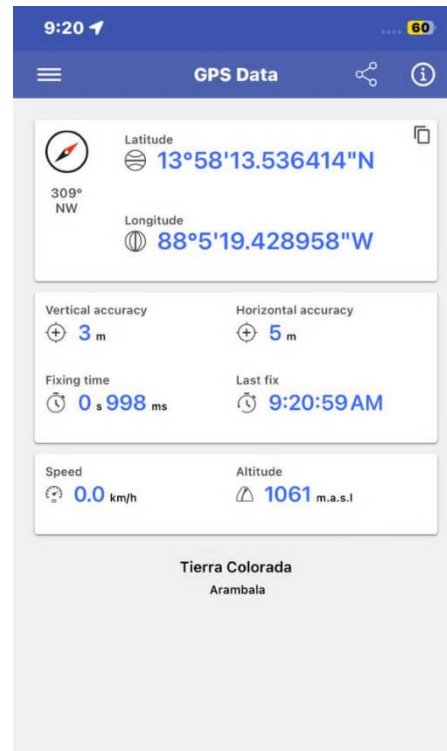 9:20
60
GPS Data
Latitude
13°58'13.536414"N
309°
NW
Longitude
88°5'19.428958"W
Vertical accuracy
3 m
Horizontal accuracy
5 m
Fixing time
0 s 998 ms
Last fix
9:20:59 AM
Speed
0.0 km/h
Altitude
1061 m.a.s.l
Tierra Colorada
Arambala